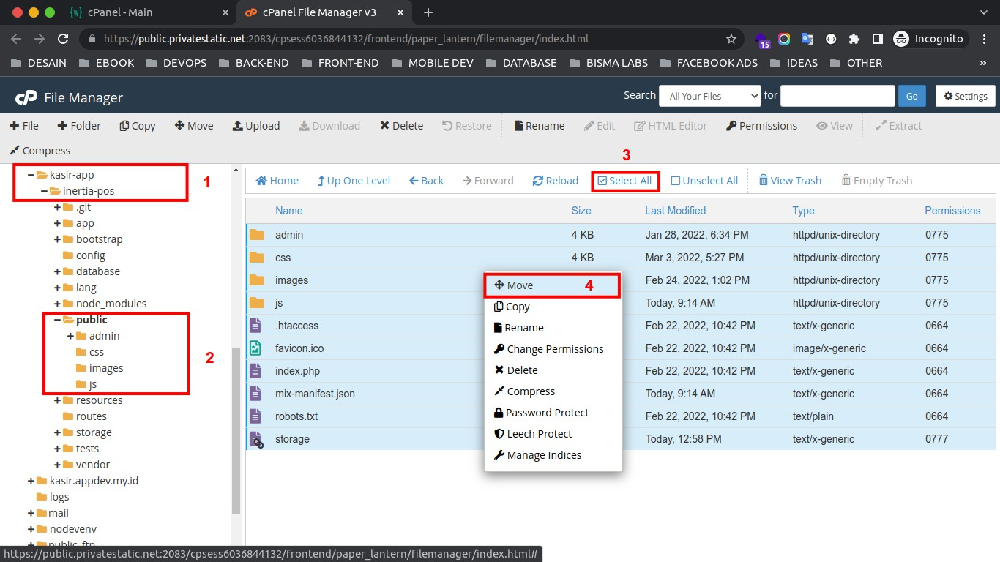 cPanel - Main
cPanel File Manager v3
https://public.privatestatic.net:2083/cpsess6036844132/frontend/paper_lantern/filemanager/index.html
15
Incognito
DESAIN EBOOK DEVOPS BACK-END FRONT-END MOBILE DEV DATABASE BISMA LABS FACEBOOK ADS IDEAS OTHER »
cP File Manager
Search All Your Files for Go Settings
File Folder Copy Move Upload Download Delete Restore Rename Edit HTML Editor Permissions View Extract
Compress
3
kasir-app
1
inertia-pos
.git
app
bootstrap
config
database
lang
node_modules
public
admin
css
2
images
js
resources
routes
storage
tests
vendor
kasir.appdev.my.id
logs
mail
nodevenv
public_ftp
Home Up One Level Back Forward Reload Select All Unselect All View Trash Empty Trash
Name Size Last Modified Type Permissions
admin 4 KB Jan 28, 2022, 6:34 PM httpd/unix-directory 0775
css 4 KB Mar 3, 2022, 5:27 PM httpd/unix-directory 0775
images Feb 24, 2022, 1:02 PM httpd/unix-directory 0775
js Today, 9:14 AM httpd/unix-directory 0775
.htaccess Feb 22, 2022, 10:42 PM text/x-generic 0664
favicon.ico Feb 22, 2022, 10:42 PM image/x-generic 0664
index.php Feb 22, 2022, 10:42 PM text/x-generic 0664
mix-manifest.json Today, 9:14 AM text/x-generic 0664
robots.txt Feb 22, 2022, 10:42 PM text/plain 0664
storage Today, 12:58 PM text/x-generic 0777
Move 4
Copy
Rename
Change Permissions
Delete
Compress
Password Protect
Leech Protect
Manage Indices
https://public.privatestatic.net:2083/cpsess6036844132/frontend/paper_lantern/filemanager/index.html#